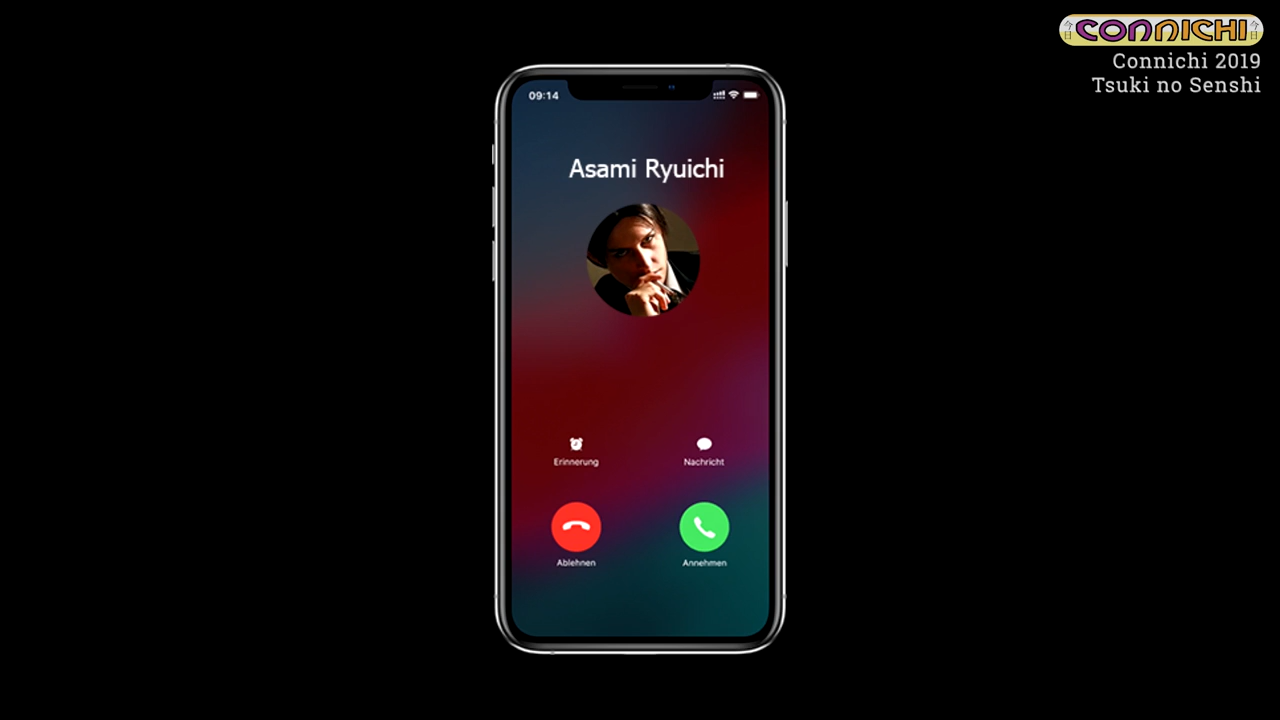 CONNICHI
Connichi 2019
Tsuki no Senshi
09:14
Asami Ryuichi
Erinnerung
Nachricht
Ablehnen
Annehmen